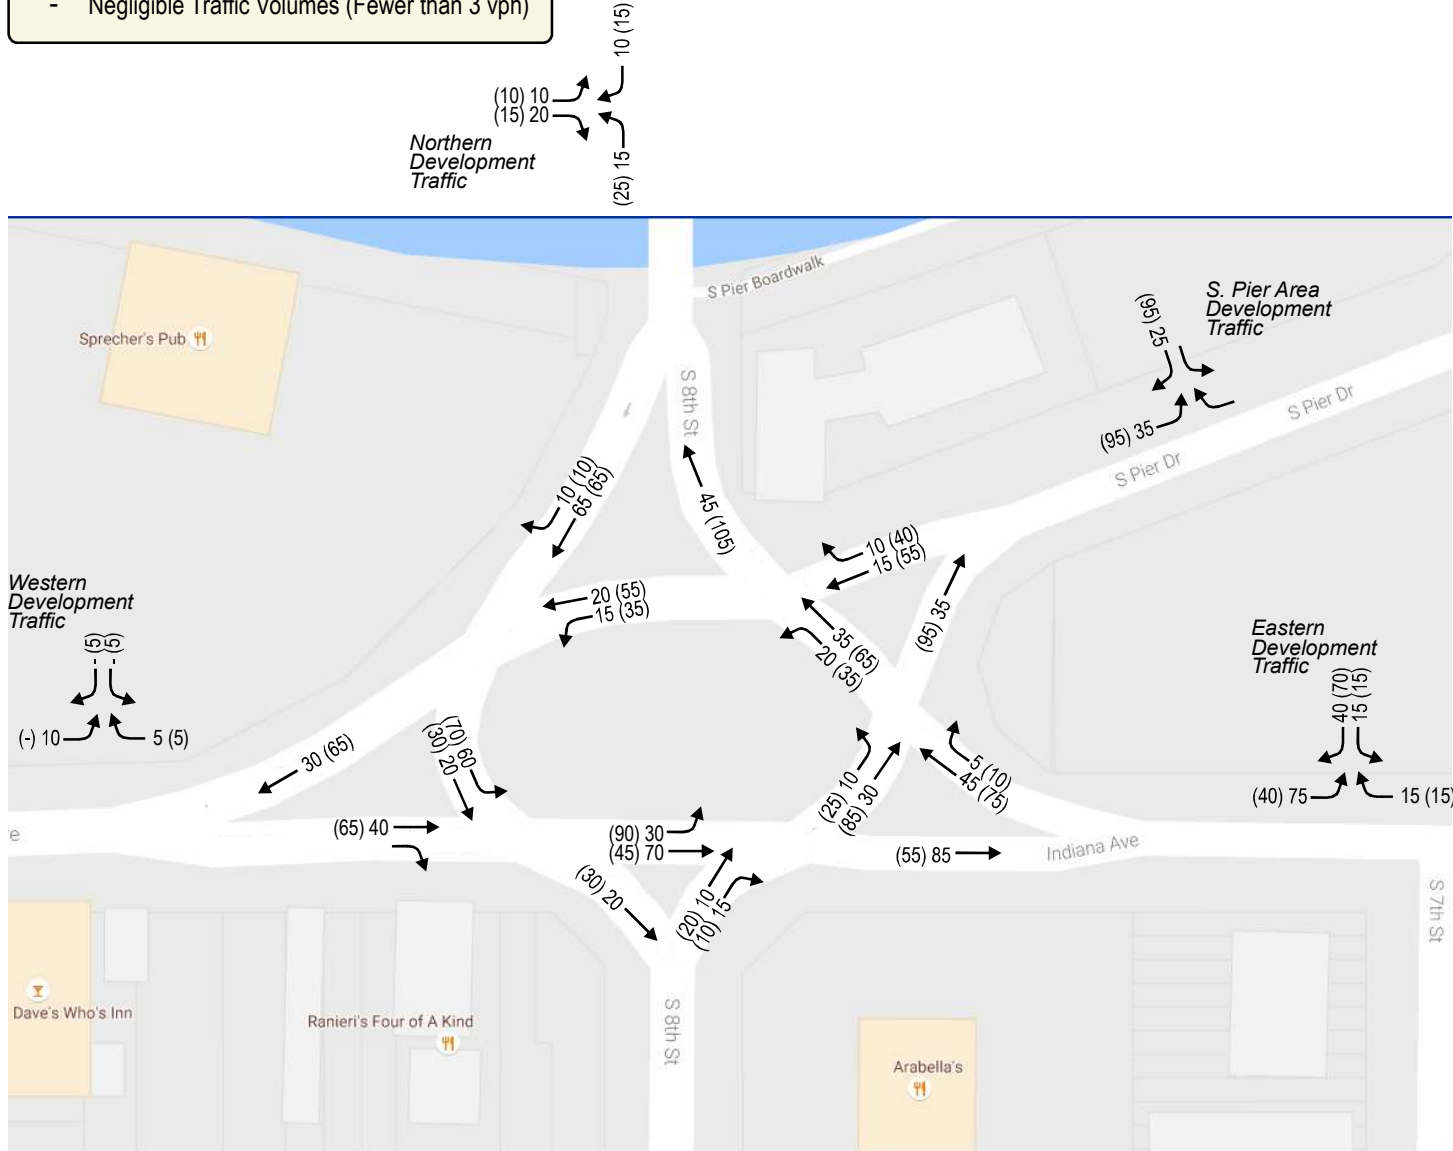 - Negligible Traffic Volumes (Fewer than 3 vph)
10 (15)
(10) 10
(15) 20
(25) 15
Northern
Development
Traffic
S Pier Boardwalk
S. Pier Area
Development
Traffic
(95) 25
(95) 35
S Pier Dr
S Pier Dr
Sprecher's Pub
S 8th St
10 (10)
65 (65)
45 (105)
10 (40)
15 (55)
20 (55)
15 (35)
35 (65)
20 (35)
(95) 35
Western
Development
Traffic
- (5)
- (5)
(-) 10
5 (5)
Eastern
Development
Traffic
40 (70)
15 (15)
(40) 75
15 (15)
30 (65)
(70) 60
(30) 20
(25) 10
(85) 30
5 (10)
45 (75)
(65) 40
(90) 30
(45) 70
(55) 85
Indiana Ave
e
(30) 20
(20) 10
(10) 15
S 7th St
Dave's Who's Inn
Ranieri's Four of A Kind
S 8th St
Arabella's